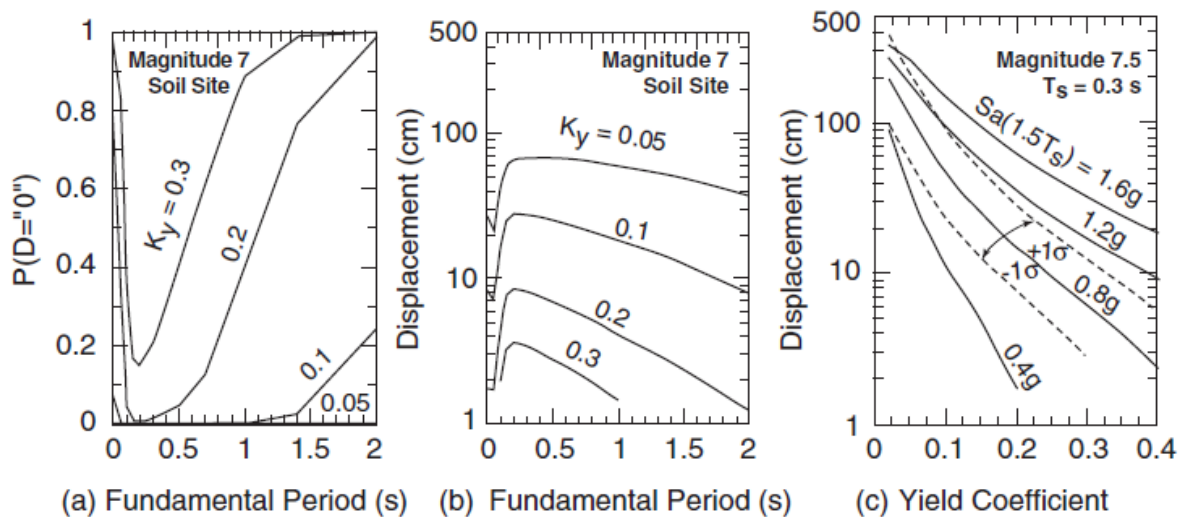 P(D="0")
1
0.8
0.6
0.4
0.2
0
Magnitude 7
Soil Site
Ky = 0.3
0.2
0.1
0.05
0 0.5 1 1.5 2
(a) Fundamental Period (s)
Displacement (cm)
500
100
10
1
Magnitude 7
Soil Site
Ky = 0.05
0.1
0.2
0.3
0 0.5 1 1.5 2
(b) Fundamental Period (s)
Displacement (cm)
500
100
10
1
Magnitude 7.5
Ts = 0.3 s
Sa(1.5Ts) = 1.6g
1.2g
0.8g
0.4g
+1σ
-1σ
0 0.1 0.2 0.3 0.4
(c) Yield Coefficient